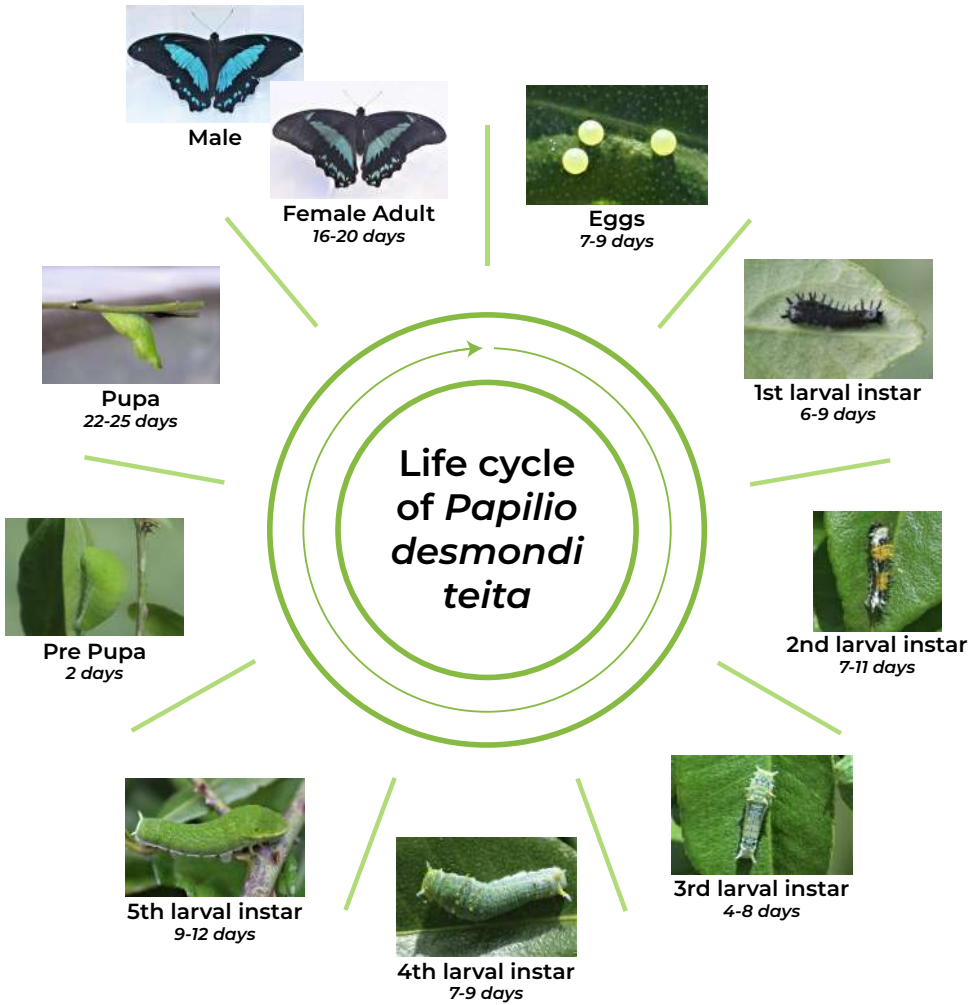 Male
Female Adult
16-20 days
Eggs
7-9 days
1st larval instar
6-9 days
2nd larval instar
7-11 days
3rd larval instar
4-8 days
4th larval instar
7-9 days
5th larval instar
9-12 days
Pre Pupa
2 days
Pupa
22-25 days
Life cycle
of Papilio
desmondi
teita